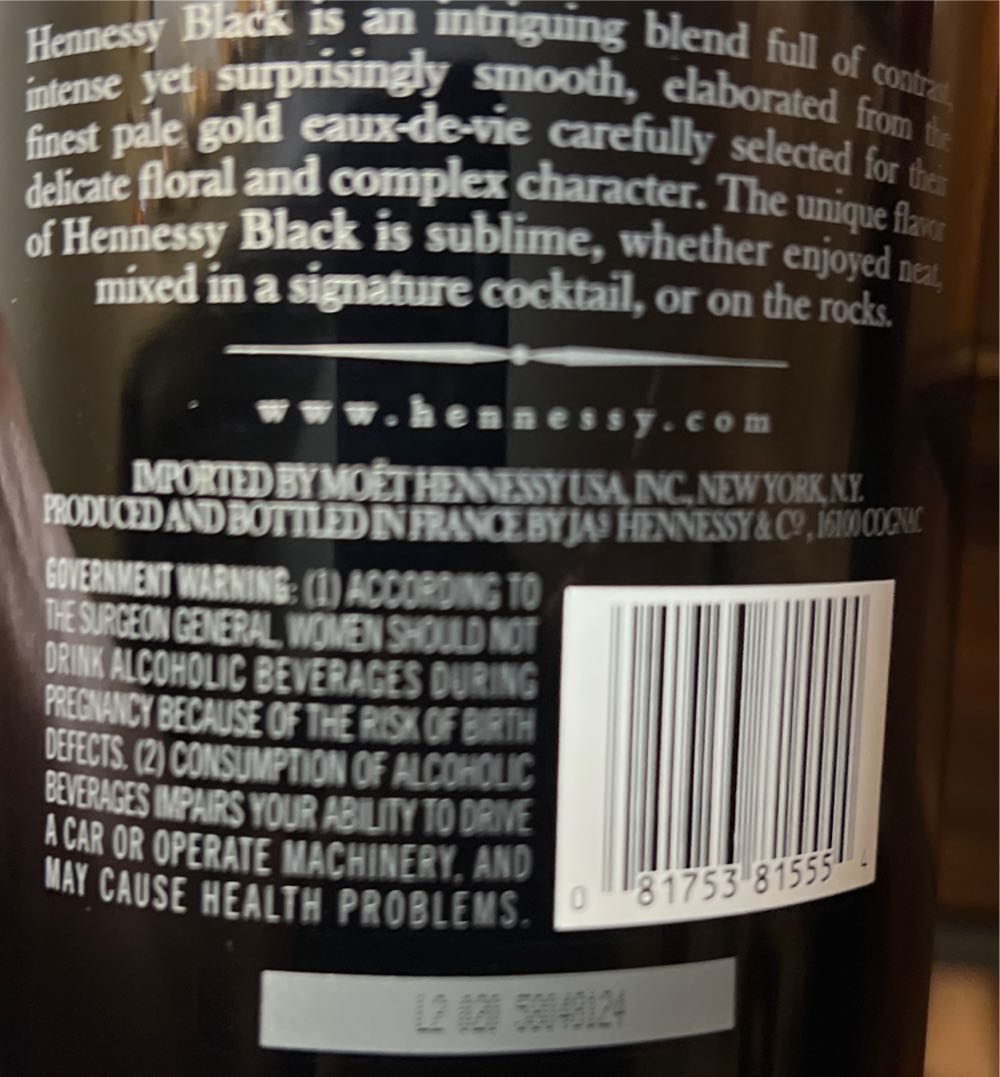 Hennessy Black is an intriguing blend full of contrast,
intense yet surprisingly smooth, elaborated from the
finest pale gold eaux-de-vie carefully selected for their
delicate floral and complex character. The unique flavor
of Hennessy Black is sublime, whether enjoyed neat,
mixed in a signature cocktail, or on the rocks.
www.hennessy.com
IMPORTED BY MOËT HENNESSY USA, INC., NEW YORK, N.Y.
PRODUCED AND BOTTLED IN FRANCE BY JAS HENNESSY & Cº, 16100 COGNAC
GOVERNMENT WARNING: (1) ACCORDING TO
THE SURGEON GENERAL, WOMEN SHOULD NOT
DRINK ALCOHOLIC BEVERAGES DURING
PREGNANCY BECAUSE OF THE RISK OF BIRTH
DEFECTS. (2) CONSUMPTION OF ALCOHOLIC
BEVERAGES IMPAIRS YOUR ABILITY TO DRIVE
A CAR OR OPERATE MACHINERY, AND
MAY CAUSE HEALTH PROBLEMS.
0 81753 81555 4
L2